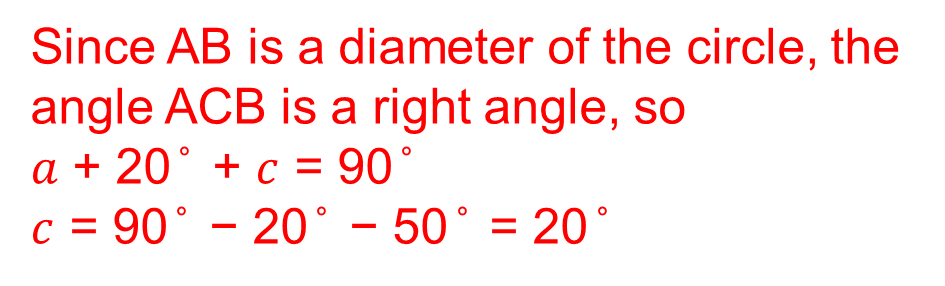 Since AB is a diameter of the circle, the
angle ACB is a right angle, so
a + 20° + c = 90°
c = 90° − 20° − 50° = 20°